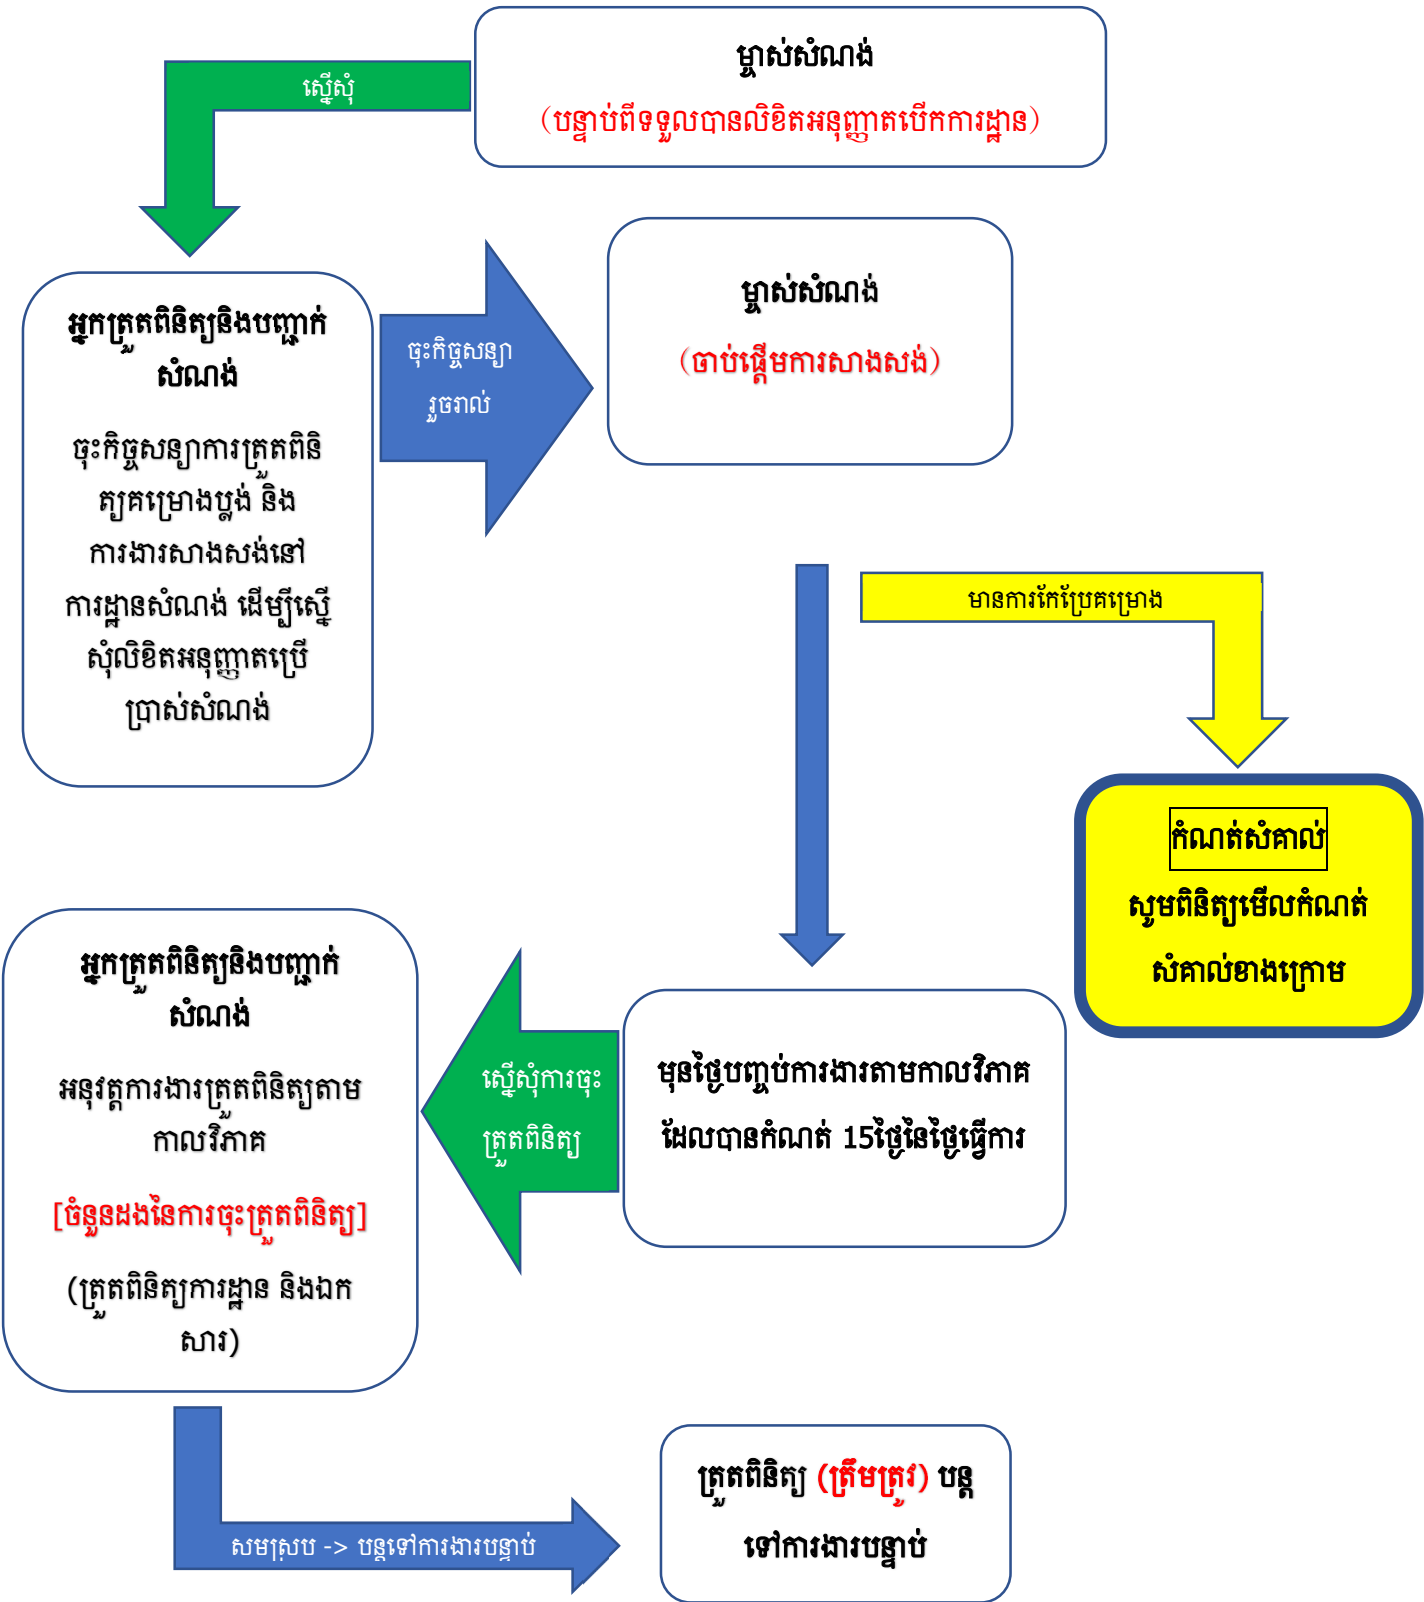 ម្ចាស់សំណង់
(បន្ទាប់ពីទទួលបានលិខិតអនុញ្ញាតបើកការដ្ឋាន)
ស្នើសុំ
អ្នកត្រួតពិនិត្យនិងបញ្ជាក់
សំណង់
ចុះកិច្ចសន្យាការត្រួតពិនិ
ត្យគម្រោងប្លង់ និង
ការងារសាងសង់នៅ
ការដ្ឋានសំណង់ ដើម្បីស្នើ
សុំលិខិតអនុញ្ញាតប្រើ
ប្រាស់សំណង់
ចុះកិច្ចសន្យា
រួចរាល់
ម្ចាស់សំណង់
(ចាប់ផ្តើមការសាងសង់)
មានការកែប្រែគម្រោង
កំណត់សំគាល់
សូមពិនិត្យមើលកំណត់
សំគាល់ខាងក្រោម
មុនថ្ងៃបញ្ចប់ការងារតាមកាលវិភាគ
ដែលបានកំណត់ 15ថ្ងៃនៃថ្ងៃធ្វើការ
ស្នើសុំការចុះ
ត្រួតពិនិត្យ
អ្នកត្រួតពិនិត្យនិងបញ្ជាក់
សំណង់
អនុវត្តការងារត្រួតពិនិត្យតាម
កាលវិភាគ
[ចំនួនដងនៃការចុះត្រួតពិនិត្យ]
(ត្រួតពិនិត្យការដ្ឋាន និងឯក
សារ)
សមស្រប -> បន្តទៅការងារបន្ទាប់
ត្រួតពិនិត្យ (ត្រឹមត្រូវ) បន្ត
ទៅការងារបន្ទាប់